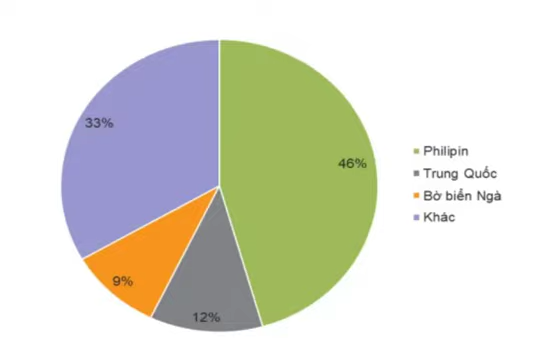 33%
46%
9%
12%
Philipin
Trung Quốc
Bờ biển Ngà
Khác